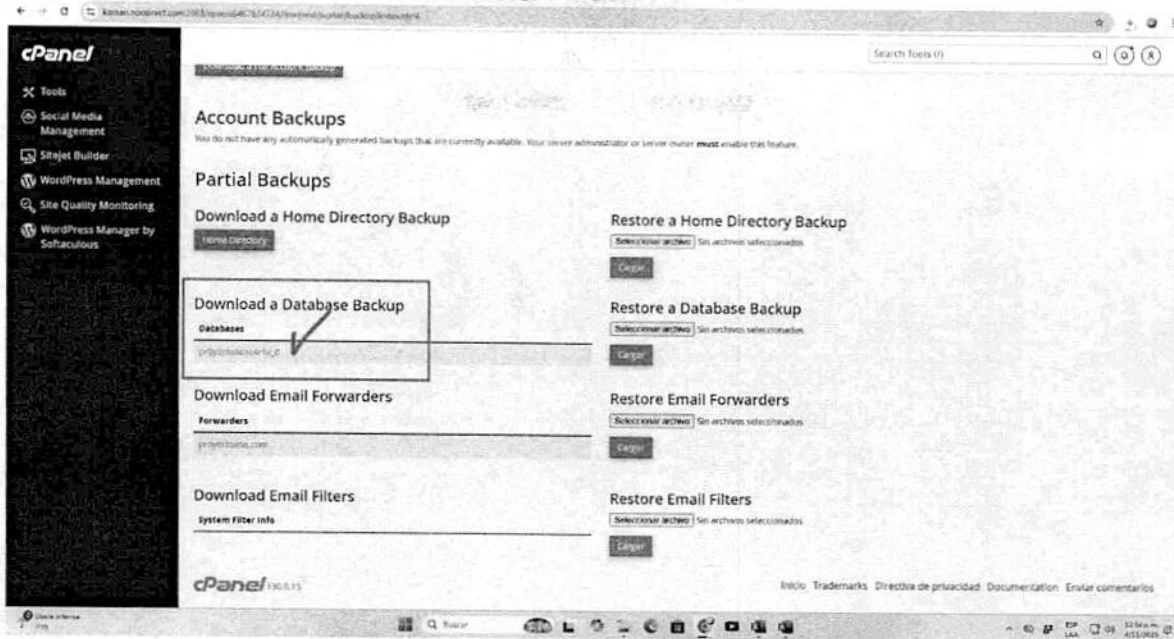 cPanel
Search Tools (/)
Tools
Social Media
Management
Sitejet Builder
WordPress Management
Site Quality Monitoring
WordPress Manager by
Softaculous
Account Backups
You do not have any automatically generated backups that are currently available. Your server administrator or server owner must enable this feature.
Partial Backups
Download a Home Directory Backup
Home Directory
Restore a Home Directory Backup
Seleccionar archivo Sin archivos seleccionados
Cargar
Download a Database Backup
Databases
Restore a Database Backup
Seleccionar archivo Sin archivos seleccionados
Cargar
Download Email Forwarders
Forwarders
Restore Email Forwarders
Seleccionar archivo Sin archivos seleccionados
Cargar
Download Email Filters
System Filter Info
Restore Email Filters
Seleccionar archivo Sin archivos seleccionados
Cargar
cPanel
Inicio Trademarks Directiva de privacidad Documentation Enviar comentarios
Buscar
ESP
LAA